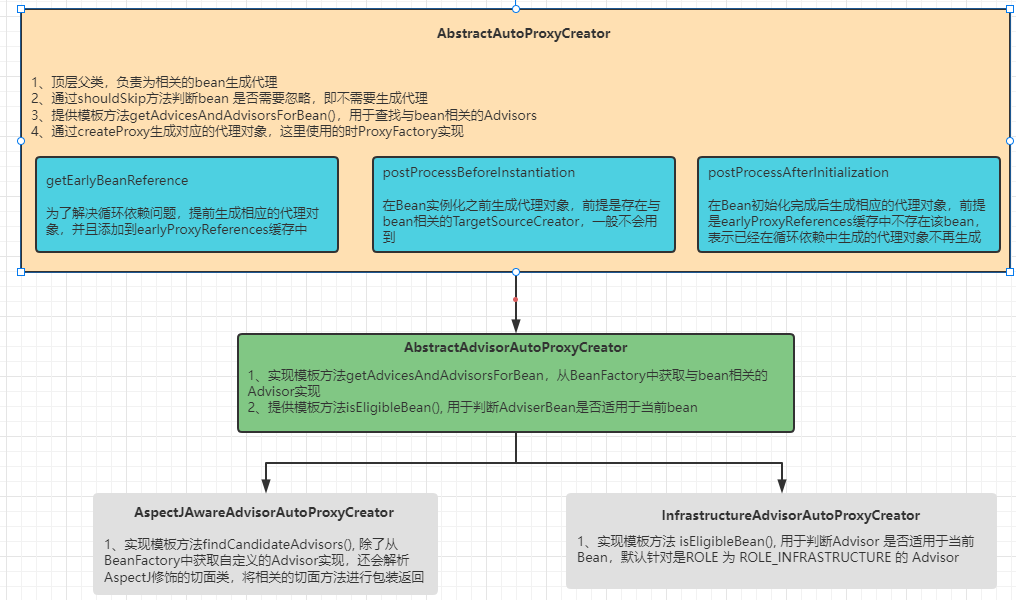 AbstractAutoProxyCreator
1、顶层父类，负责为相关的bean生成代理
2、通过shouldSkip方法判断bean 是否需要忽略，即不需要生成代理
3、提供模板方法getAdvicesAndAdvisorsForBean()，用于查找与bean相关的Advisors
4、通过createProxy生成对应的代理对象，这里使用的时ProxyFactory实现
getEarlyBeanReference
为了解决循环依赖问题，提前生成相应的代理对
象，并且添加到earlyProxyReferences缓存中
postProcessBeforeInstantiation
在Bean实例化之前生成代理对象，前提是存在与
bean相关的TargetSourceCreator，一般不会用
到
postProcessAfterInitialization
在Bean初始化完成后生成相应的代理对象，前提
是earlyProxyReferences缓存中不存在该bean，
表示已经在循环依赖中生成的代理对象不再生成
AbstractAdvisorAutoProxyCreator
1、实现模板方法getAdvicesAndAdvisorsForBean，从BeanFactory中获取与bean相关的
Advisor实现
2、提供模板方法isEligibleBean(), 用于判断AdviserBean是否适用于当前bean
AspectJAwareAdvisorAutoProxyCreator
1、实现模板方法findCandidateAdvisors(), 除了从
BeanFactory中获取自定义的Advisor实现，还会解析
AspectJ修饰的切面类，将相关的切面方法进行包装返回
InfrastructureAdvisorAutoProxyCreator
1、实现模板方法 isEligibleBean(), 用于判断Advisor 是否适用于当前
Bean，默认针对是ROLE 为 ROLE_INFRASTRUCTURE 的 Advisor